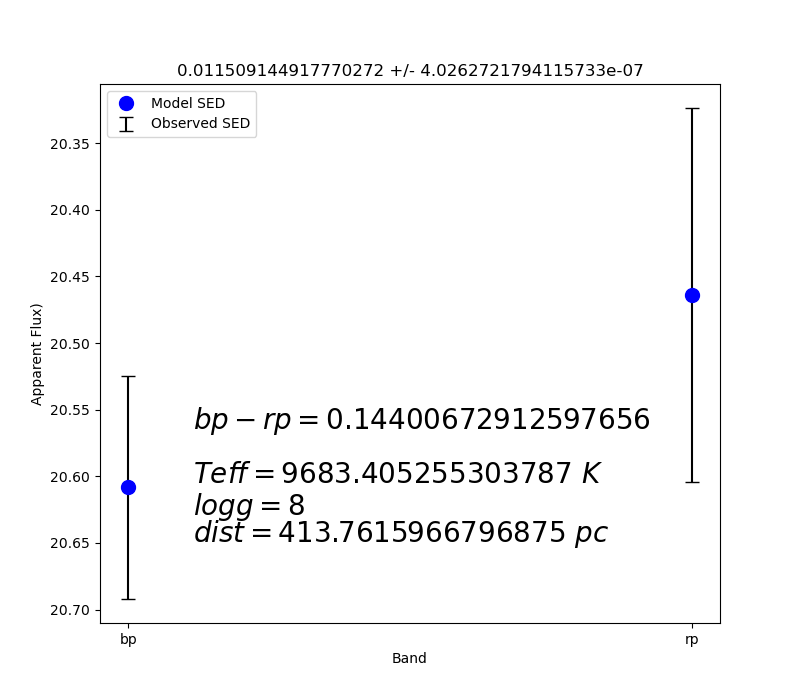 0.011509144917770272 +/- 4.0262721794115733e-07
Model SED
Observed SED
20.35
20.40
20.45
20.50
20.55
20.60
20.65
20.70
Apparent Flux)
bp − rp = 0.14400672912597656
Teff = 9683.405255303787 K
logg = 8
dist = 413.7615966796875 pc
bp
rp
Band